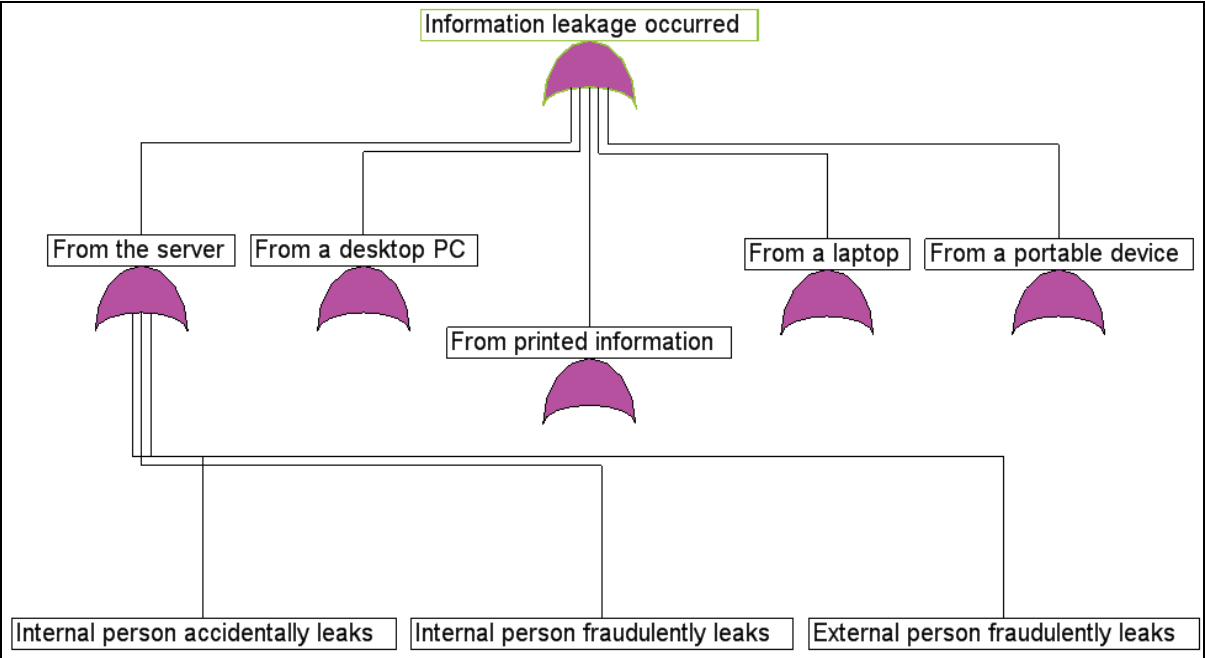 Information leakage occurred
From the server
From a desktop PC
From a laptop
From a portable device
From printed information
Internal person accidentally leaks
Internal person fraudulently leaks
External person fraudulently leaks